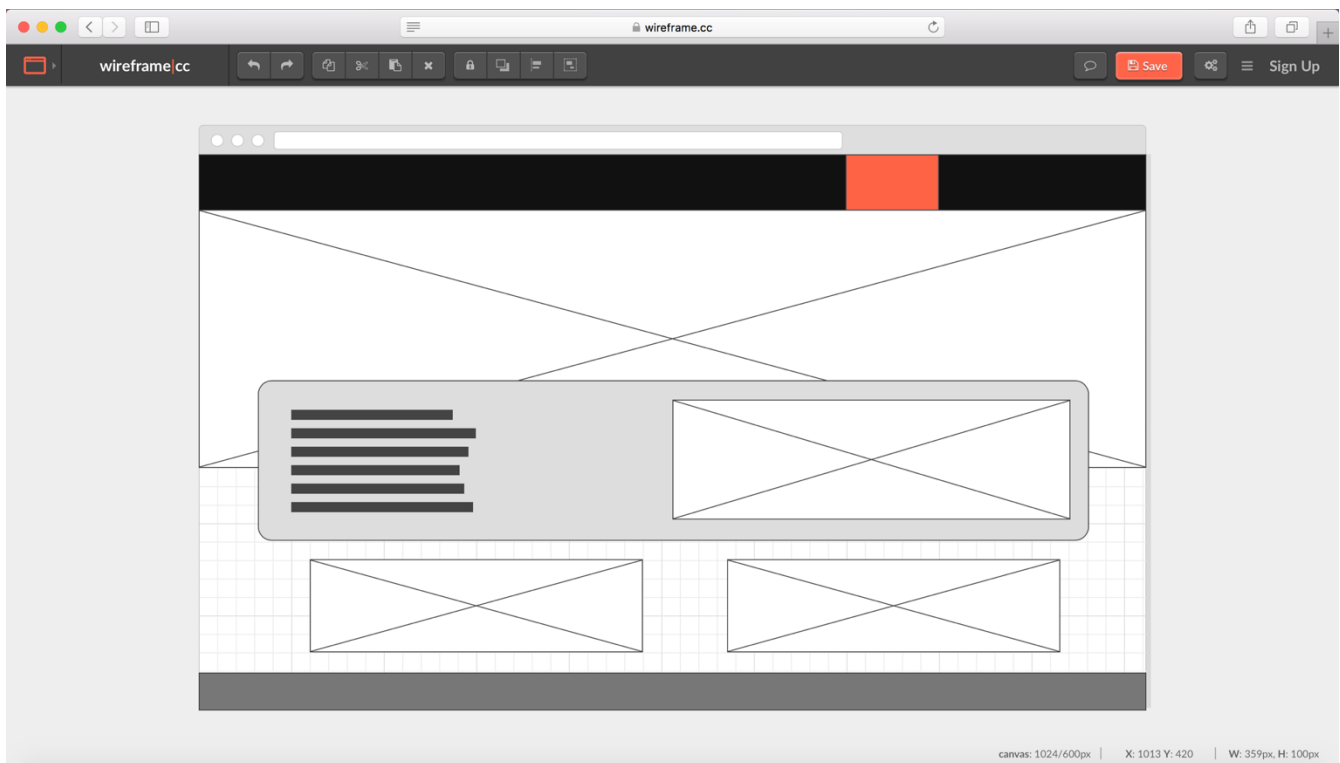 wireframe.cc
wireframe|cc
Save
Sign Up
canvas: 1024/600px | X: 1013 Y: 420 | W: 359px, H: 100px